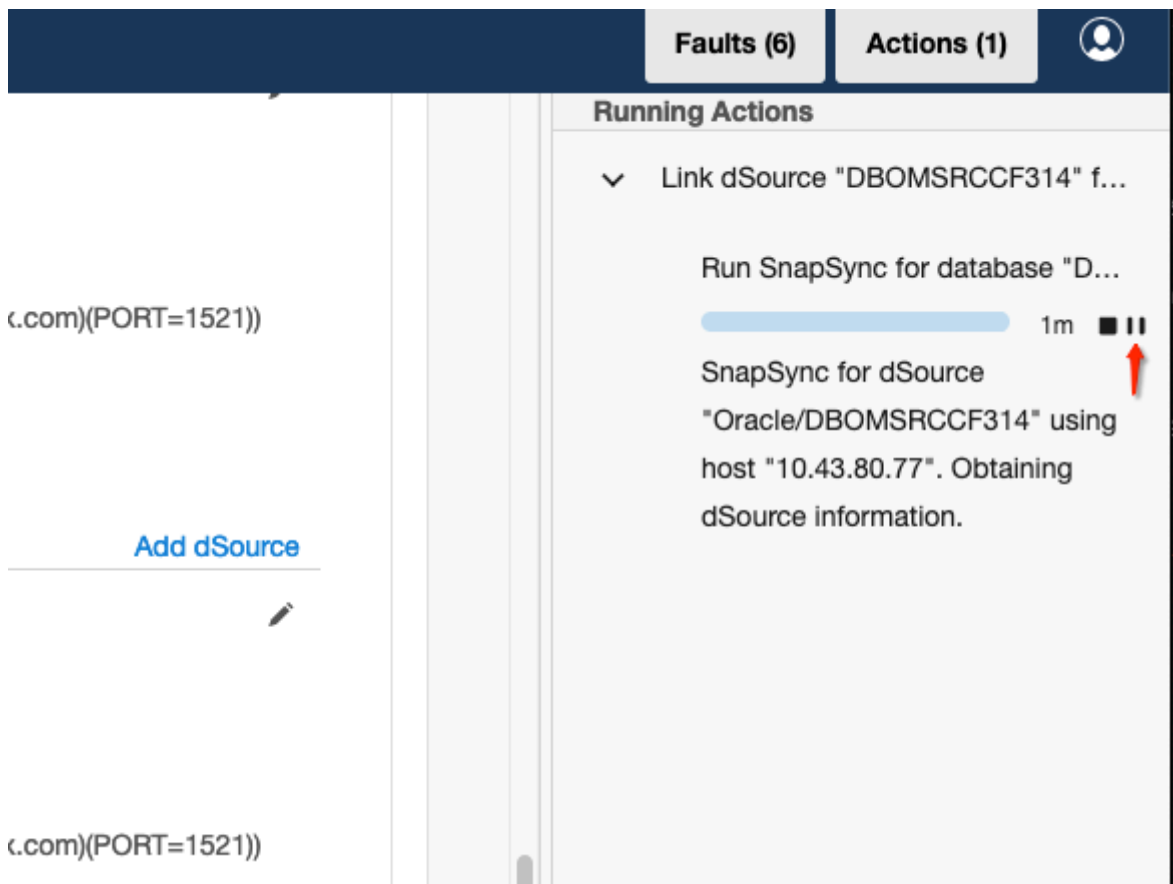 Faults (6)
Actions (1)
Running Actions
Link dSource "DBOMSRCCF314" f...
Run SnapSync for database "D...
x.com)(PORT=1521))
1m
SnapSync for dSource
"Oracle/DBOMSRCCF314" using
host "10.43.80.77". Obtaining
dSource information.
Add dSource
x.com)(PORT=1521))